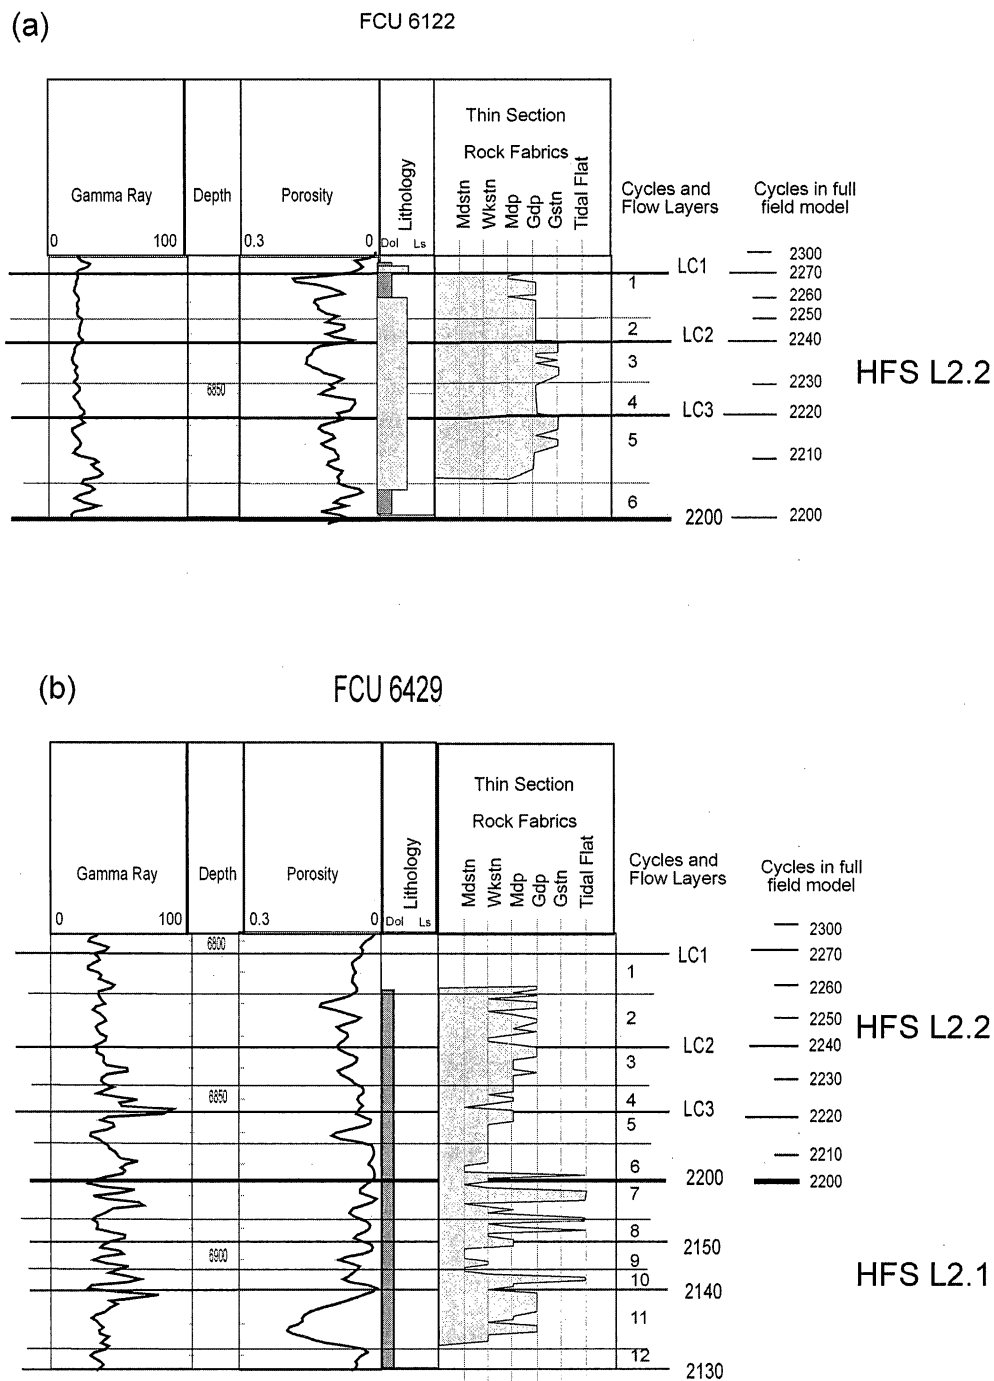 (a)
FCU 6122
Thin Section
Rock Fabrics
Gamma Ray
Depth
Porosity
Lithology
Mdstn
Wkstn
Mdp
Gdp
Gstn
Tidal Flat
Cycles and
Flow Layers
Cycles in full
field model
0 100
0.3 0
Dol Ls
2300
LC1
2270
1
2260
2250
2
LC2
2240
3
HFS L2.2
6850
2230
4
LC3
2220
5
2210
6
2200
2200
(b)
FCU 6429
Thin Section
Rock Fabrics
Gamma Ray
Depth
Porosity
Lithology
Mdstn
Wkstn
Mdp
Gdp
Gstn
Tidal Flat
Cycles and
Flow Layers
Cycles in full
field model
0 100
0.3 0
Dol Ls
2300
6800
LC1
2270
1
2260
2
2250
HFS L2.2
LC2
2240
3
2230
6850
4
LC3
2220
5
2210
6
2200
2200
7
8
2150
6900
9
10
HFS L2.1
2140
11
12
2130